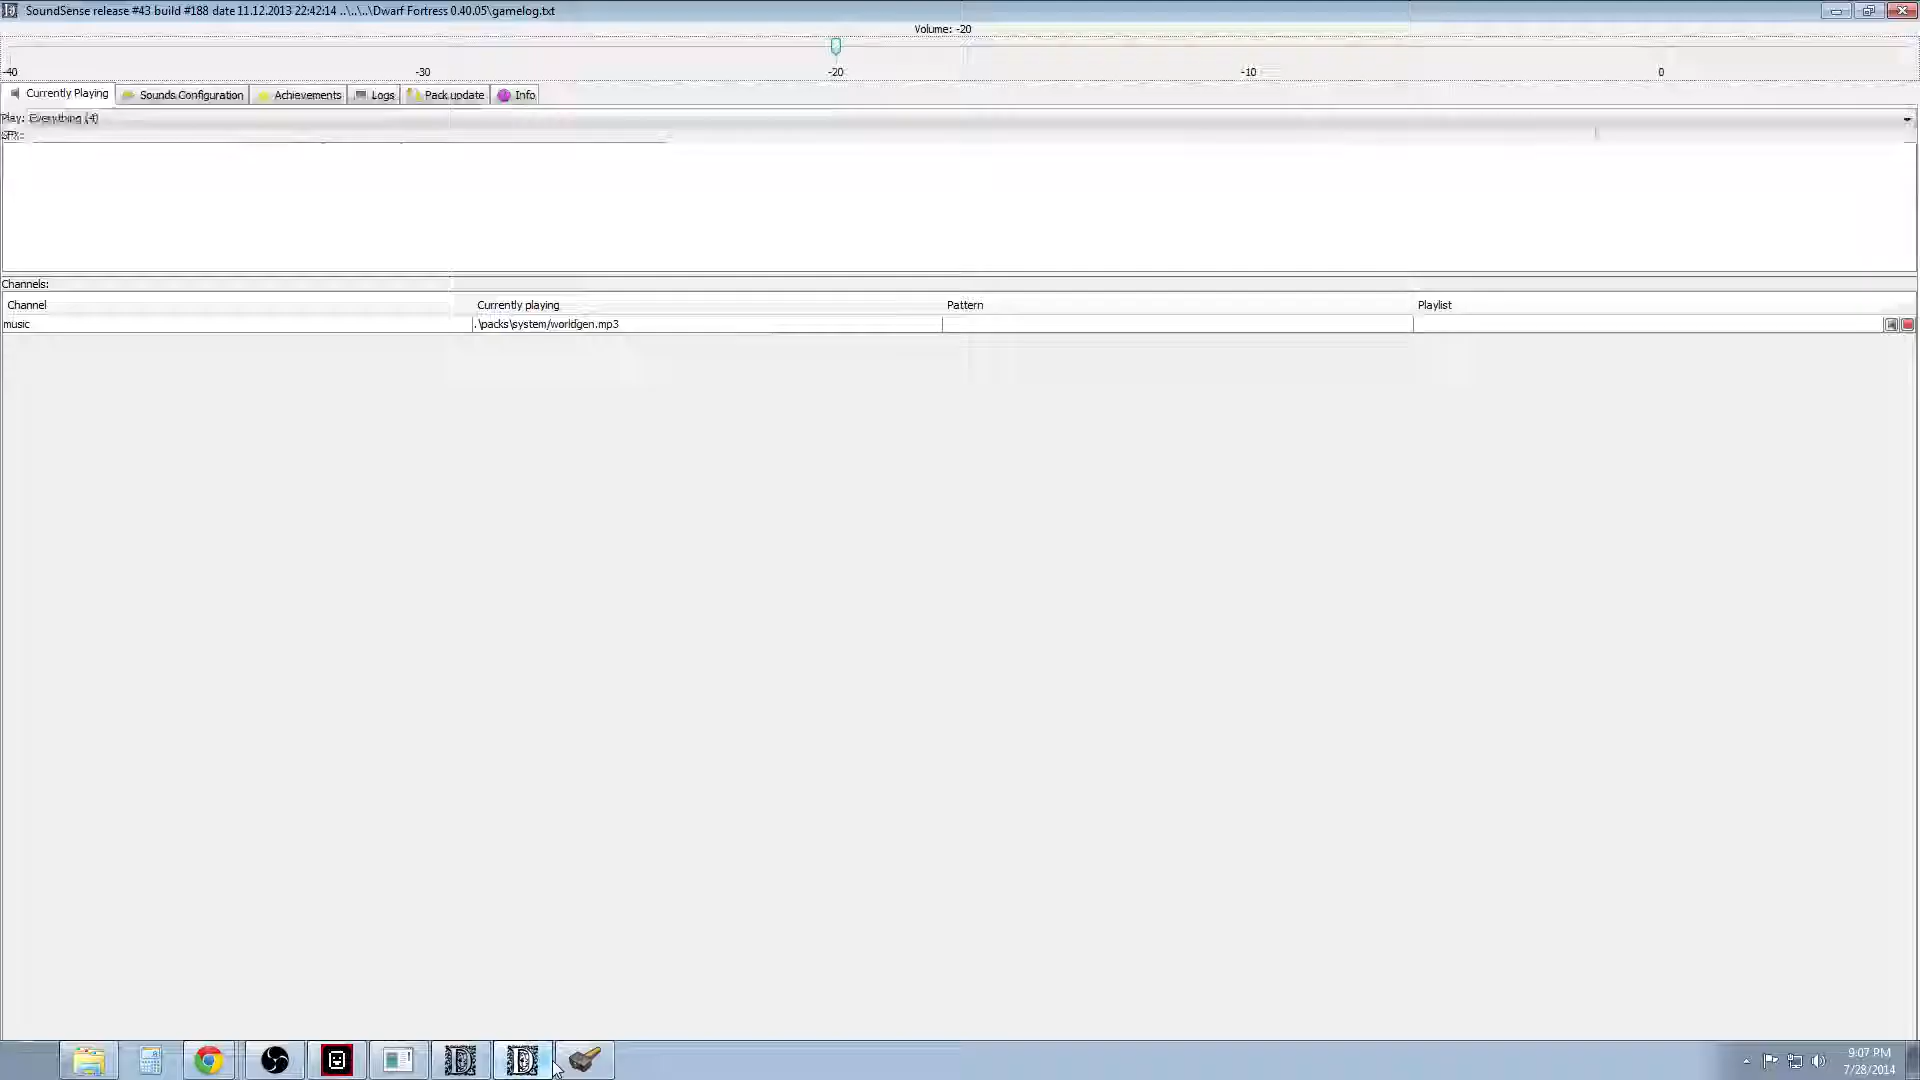 SoundSense release #43 build #188 date 11.12.2013 22:42:14 ..\..\..\Dwarf Fortress 0.40.05\gamelog.txt
Volume: -20
-40 -30 -20 -10 0
Currently Playing Sounds Configuration Achievements Logs Pack update Info
Play: Everything (4)
SFX:
Channels:
Channel Currently playing Pattern Playlist
music .\packs\system/worldgen.mp3
9:07 PM
7/28/2014